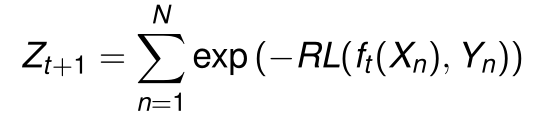 Z_{t+1} = \sum_{n=1}^{N} exp (−RL(f_t(X_n), Y_n))